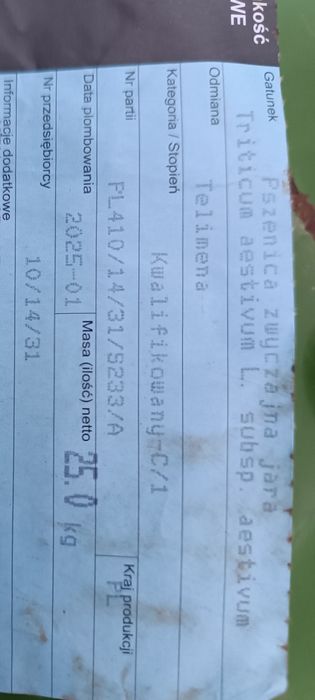 kość
WE
Gatunek
Pszenica zwyczajna jara
Triticum aestivum L. subsp. aestivum
Odmiana
Telimena
Kategoria / Stopień
Kwalifikowany-C/1
Nr partii
PL410/14/31/S233/A
Kraj produkcji
PL
Data plombowania
2025-01
Masa (ilość) netto
25.0 kg
Nr przedsiębiorcy
10/14/31
Informacje dodatkowe